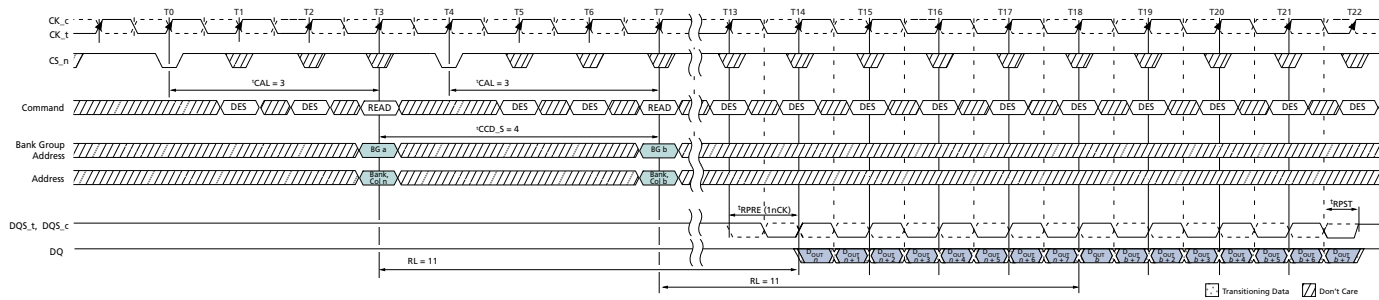 CK_c
CK_t
T0 T1 T2 T3 T4 T5 T6 T7 T13 T14 T15 T16 T17 T18 T19 T20 T21 T22
CS_n
tCAL = 3 tCAL = 3
Command DES DES READ DES DES READ DES DES DES DES DES DES DES DES DES DES
tCCD_S = 4
Bank Group
Address
BG a BG b
Address
Bank, Col n
Bank, Col b
tRPRE (1nCK) tRPST
DQS_t, DQS_c
DQ
DOUT n DOUT n + 1 DOUT n + 2 DOUT n + 3 DOUT n + 4 DOUT n + 5 DOUT n + 6 DOUT n + 7 DOUT b DOUT b + 7 DOUT b + 2 DOUT b + 3 DOUT b + 4 DOUT b + 5 DOUT b + 6 DOUT b + 7
RL = 11
RL = 11
Transitioning Data Don't Care